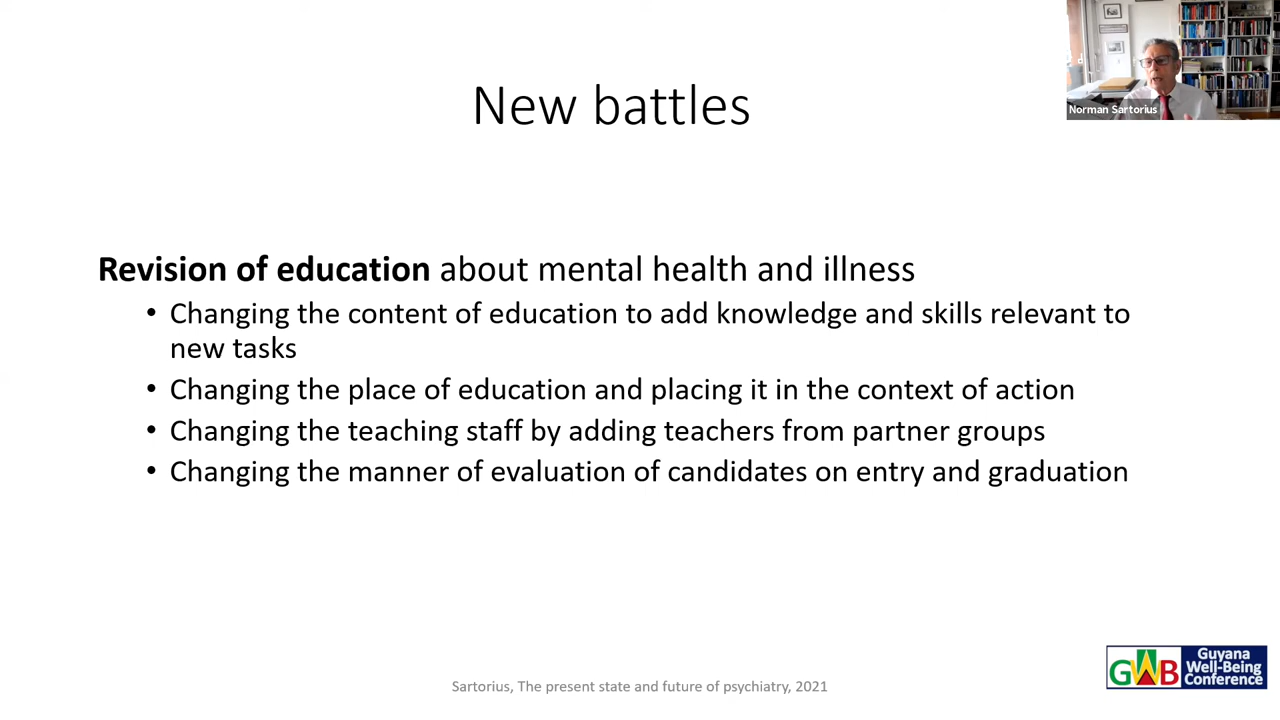 New battles
Norman Sartorius
Revision of education about mental health and illness
• Changing the content of education to add knowledge and skills relevant to
new tasks
• Changing the place of education and placing it in the context of action
• Changing the teaching staff by adding teachers from partner groups
• Changing the manner of evaluation of candidates on entry and graduation
Sartorius, The present state and future of psychiatry, 2021
GWB
Guyana
Well-Being
Conference